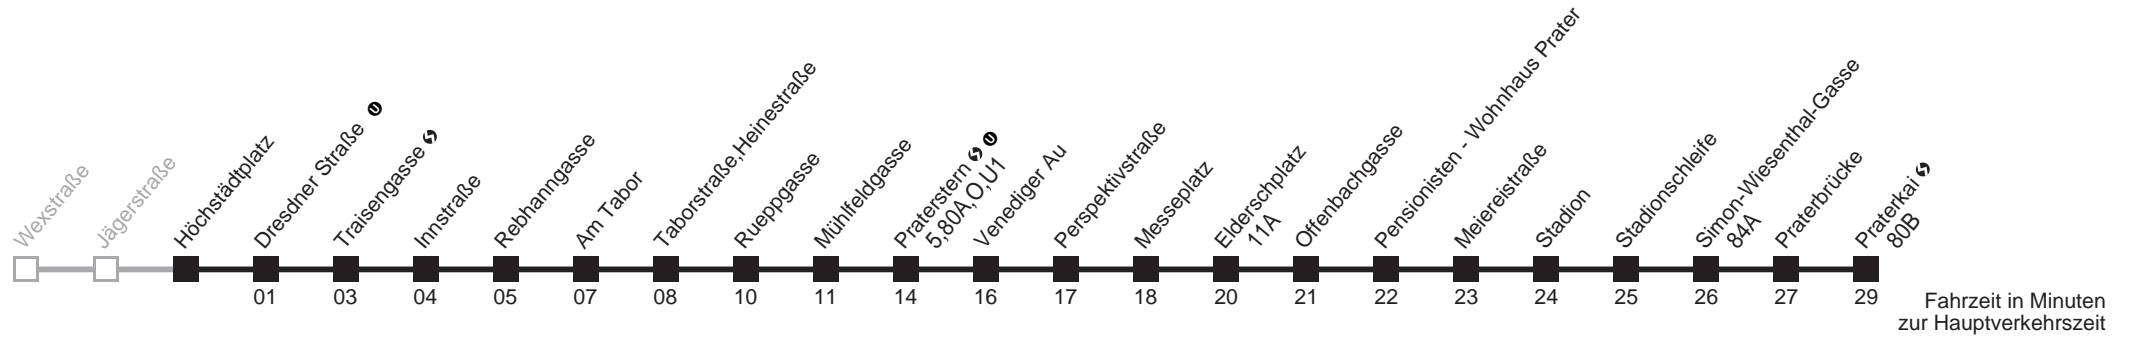 Wexstraße
Jägerstraße
Höchstädtplatz
Dresdner Straße U
Traisengasse S
Innstraße
Rebhanngasse
Am Tabor
Taborstraße,Heinestraße
Rueppgasse
Mühlfeldgasse
Praterstern S U
5,80A,O,U1
Venediger Au
Perspektivstraße
Messeplatz
Elderschplatz
11A
Offenbachgasse
Pensionisten - Wohnhaus Prater
Meiereistraße
Stadion
Stadionschleife
Simon-Wiesenthal-Gasse
84A
Praterbrücke
Praterkai S
80B
01 03 04 05 07 08 10 11 14 16 17 18 20 21 22 23 24 25 26 27 29
Fahrzeit in Minuten
zur Hauptverkehrszeit